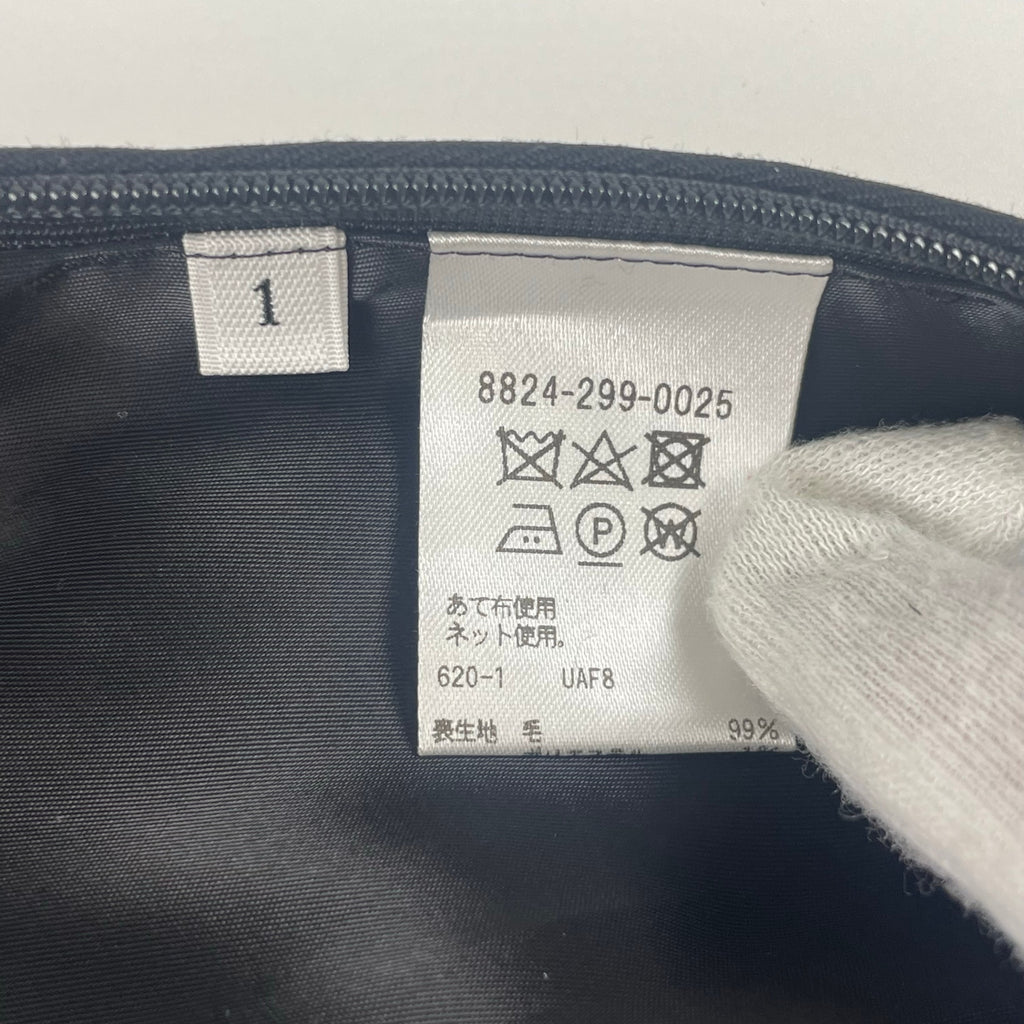 1
8824-299-0025
P
W
あて布使用
ネット使用。
620-1 UAF8
表生地 毛 99%